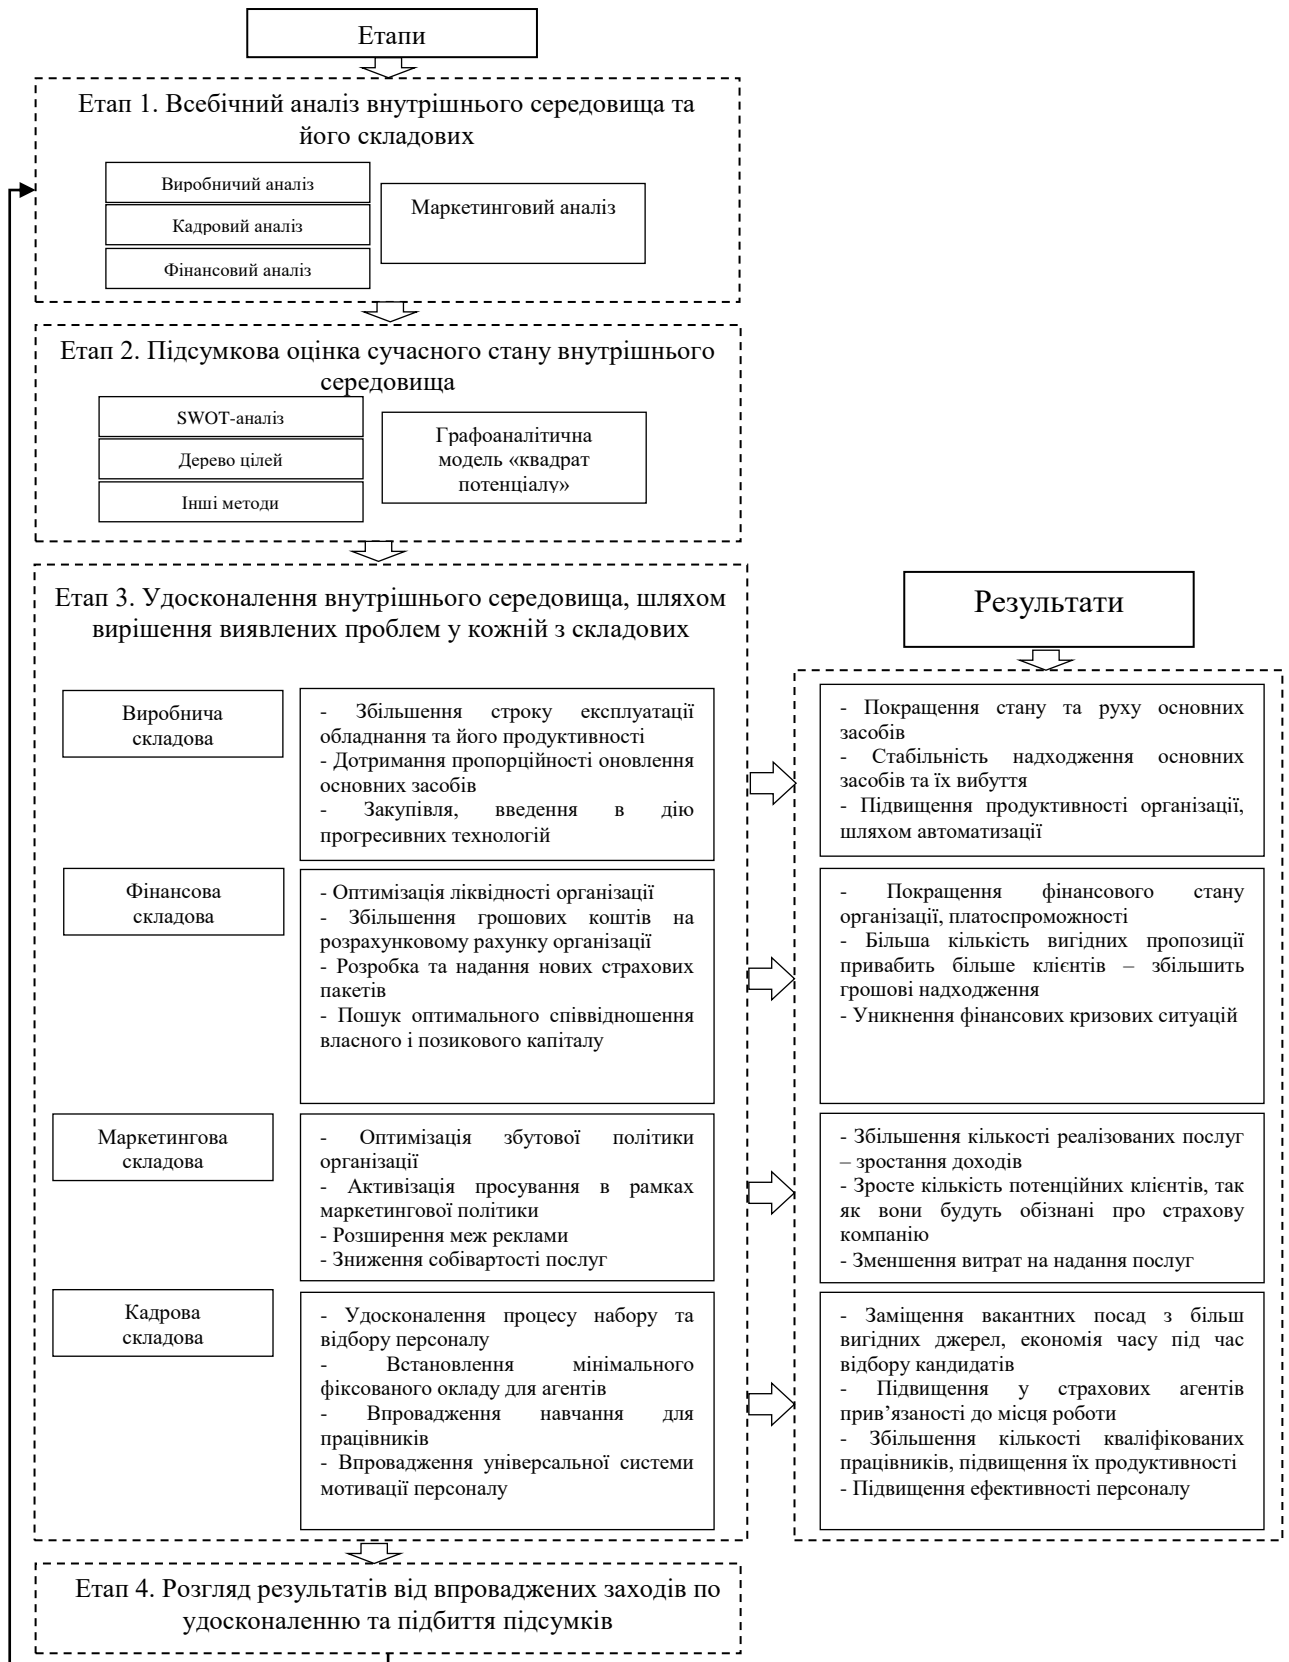 Етапи
Етап 1. Всебічний аналіз внутрішнього середовища та
його складових
Виробничий аналіз
Кадровий аналіз
Фінансовий аналіз
Маркетинговий аналіз
Етап 2. Підсумкова оцінка сучасного стану внутрішнього
середовища
SWOT-аналіз
Дерево цілей
Інші методи
Графоаналітична
модель «квадрат
потенціалу»
Етап 3. Удосконалення внутрішнього середовища, шляхом
вирішення виявлених проблем у кожній з складових
Результати
Виробнича
складова
- Збільшення строку експлуатації
обладнання та його продуктивності
- Дотримання пропорційності оновлення
основних засобів
- Закупівля, введення в дію
прогресивних технологій
- Покращення стану та руху основних
засобів
- Стабільність надходження основних
засобів та їх вибуття
- Підвищення продуктивності організації,
шляхом автоматизації
Фінансова
складова
- Оптимізація ліквідності організації
- Збільшення грошових коштів на
розрахунковому рахунку організації
- Розробка та надання нових страхових
пакетів
- Пошук оптимального співвідношення
власного і позикового капіталу
- Покращення фінансового стану
організації, платоспроможності
- Більша кількість вигідних пропозиції
привабить більше клієнтів – збільшить
грошові надходження
- Уникнення фінансових кризових ситуацій
Маркетингова
складова
- Оптимізація збутової політики
організації
- Активізація просування в рамках
маркетингової політики
- Розширення меж реклами
- Зниження собівартості послуг
- Збільшення кількості реалізованих послуг
– зростання доходів
- Зросте кількість потенційних клієнтів, так
як вони будуть обізнані про страхову
компанію
- Зменшення витрат на надання послуг
Кадрова
складова
- Удосконалення процесу набору та
відбору персоналу
- Встановлення мінімального
фіксованого окладу для агентів
- Впровадження навчання для
працівників
- Впровадження універсальної системи
мотивації персоналу
- Заміщення вакантних посад з більш
вигідних джерел, економія часу під час
відбору кандидатів
- Підвищення у страхових агентів
прив’язаності до місця роботи
- Збільшення кількості кваліфікованих
працівників, підвищення їх продуктивності
- Підвищення ефективності персоналу
Етап 4. Розгляд результатів від впроваджених заходів по
удосконаленню та підбиття підсумків